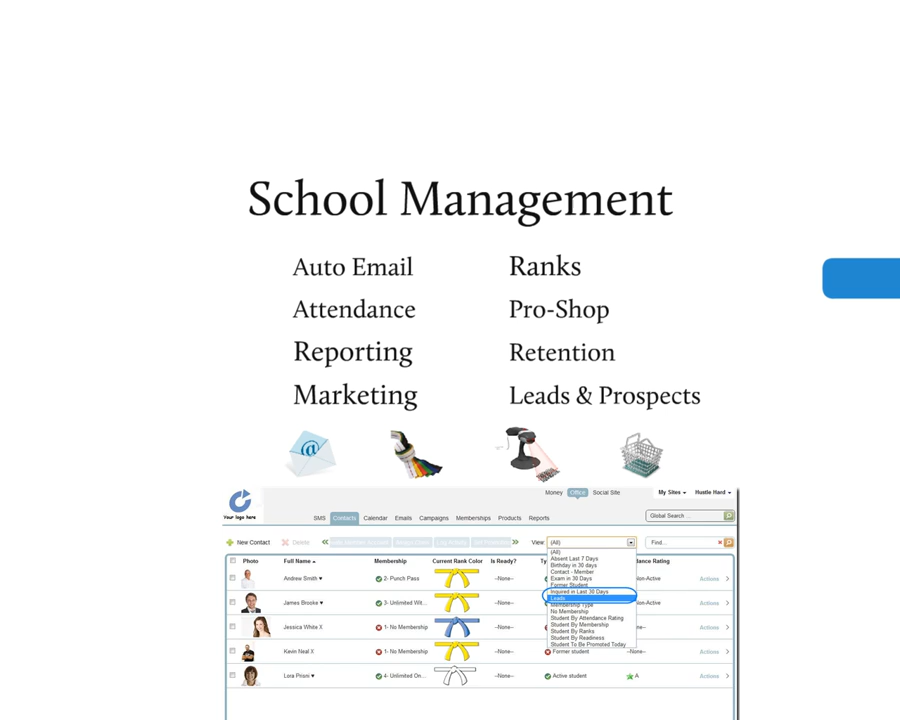 School Management
Auto Email
Ranks
Attendance
Pro-Shop
Reporting
Retention
Marketing
Leads & Prospects
Money Office Social Site My Sites Hustle Hard
Your logo here
SMS Contacts Calendar Emails Campaigns Memberships Products Reports
Global Search ...
New Contact Delete View: (All) Find...
(All)
Absent Last 7 Days
Birthday in 30 days
Contact - Member
Exam in 30 Days
Former Student
Inquired in Last 30 Days
Leads
Membership Type
No Membership
Student By Attendance Rating
Student By Membership
Student By Ranks
Student By Readiness
Student To Be Promoted Today
Photo Full Name Membership Current Rank Color Is Ready? Rating
Andrew Smith 2- Punch Pass --None-- Actions
James Brooke 3- Unlimited Wit... --None-- Actions
Jessica White X 1- No Membership --None-- Actions
Kevin Neal X 1- No Membership --None-- Former student --None-- Actions
Lora Prioni 4- Unlimited On... --None-- Active student A Actions